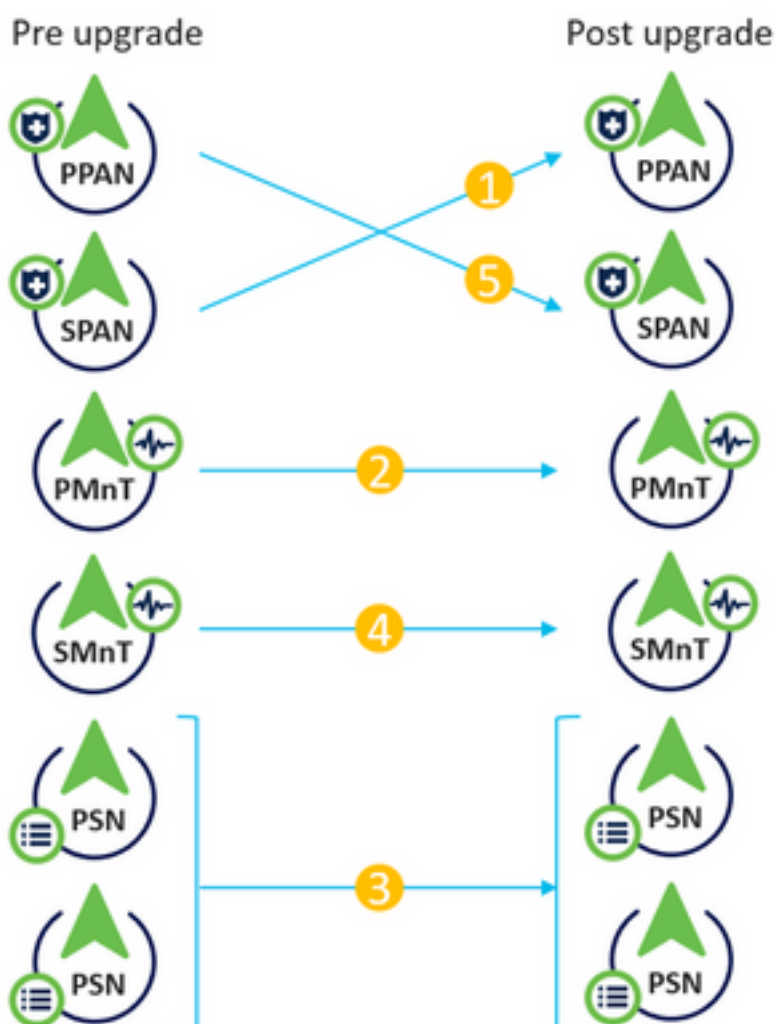 Pre upgrade Post upgrade
PPAN PPAN
1
SPAN 5 SPAN
PMnT 2 PMnT
SMnT 4 SMnT
PSN PSN
3
PSN PSN